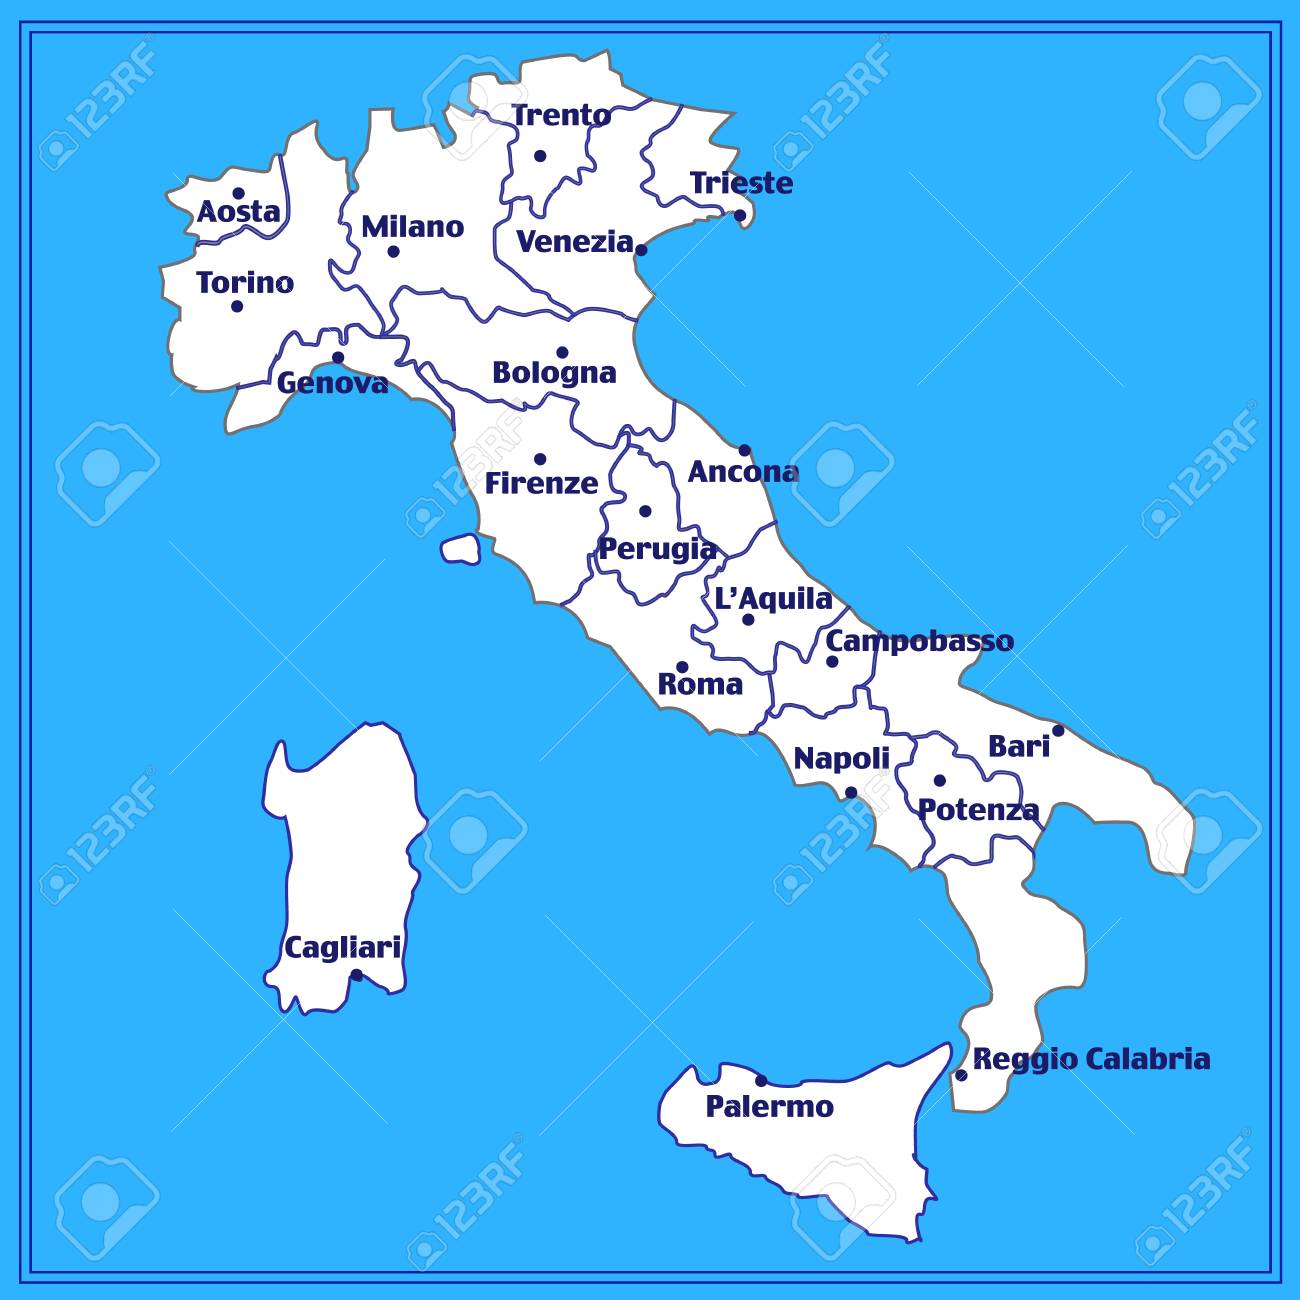 Trento
Trieste
Aosta
Milano
Venezia
Torino
Bologna
Genova
Ancona
Firenze
Perugia
L'Aquila
Campobasso
Roma
Bari
Napoli
Potenza
Cagliari
Reggio Calabria
Palermo
123RF
123RF
123RF
123RF
123RF
123RF
123RF
123RF